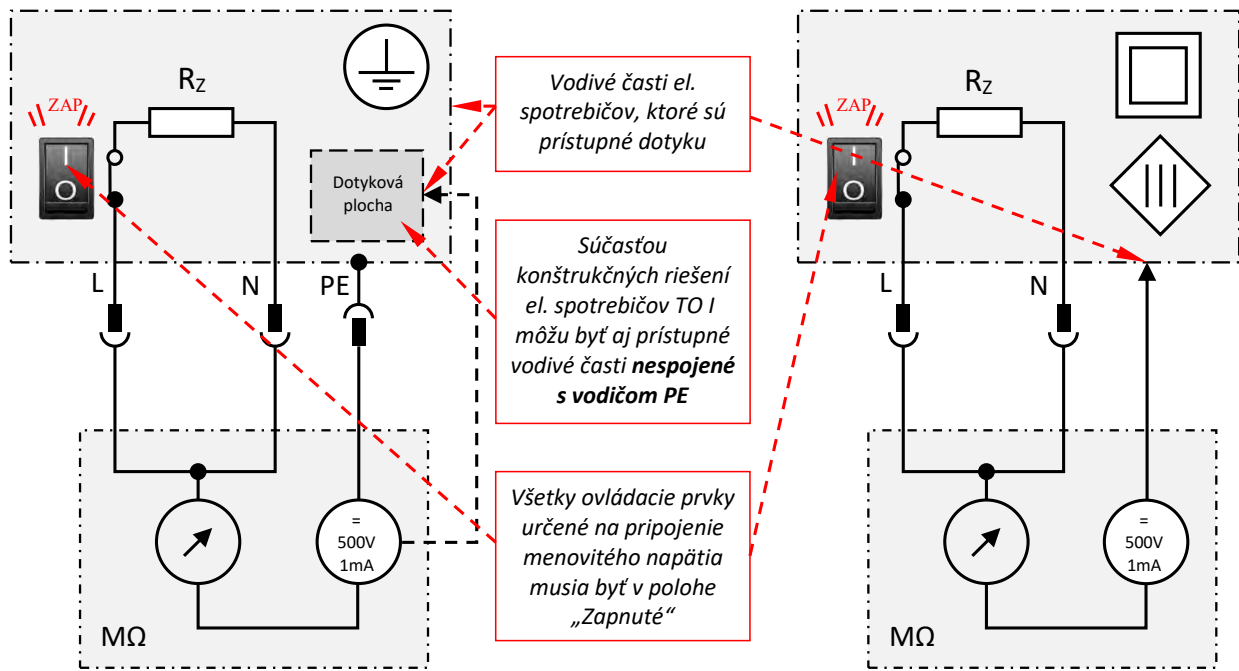 ZAP
R_Z
I
O
Dotyková
plocha
L
N
PE
=
500V
1mA
MΩ
Vodivé časti el.
spotrebičov, ktoré sú
prístupné dotyku
Súčasťou
konštrukčných riešení
el. spotrebičov TO I
môžu byť aj prístupné
vodivé časti nespojené
s vodičom PE
Všetky ovládacie prvky
určené na pripojenie
menovitého napätia
musia byť v polohe
„Zapnuté“
ZAP
R_Z
I
O
L
N
=
500V
1mA
MΩ